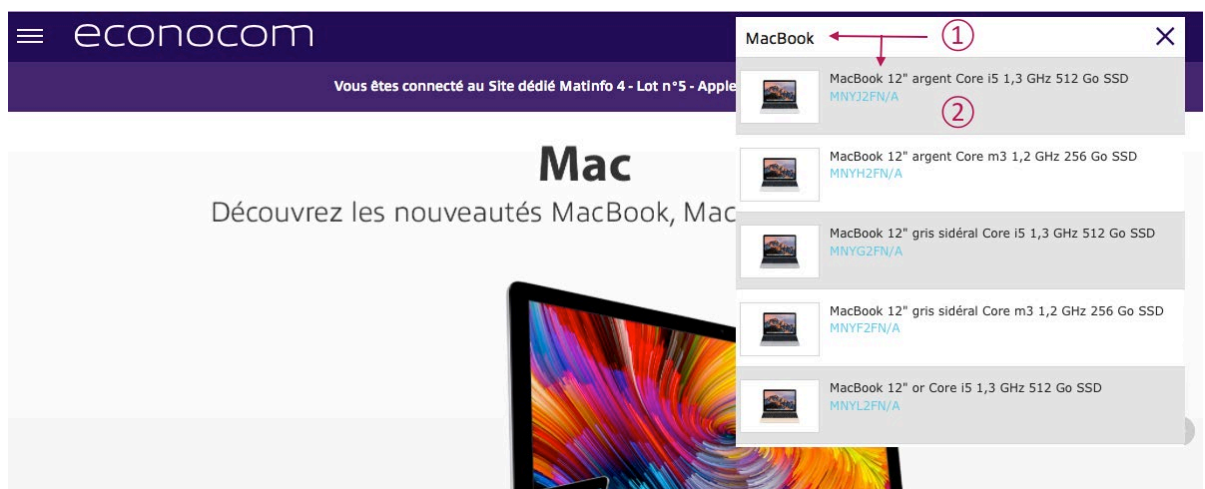 econocom
MacBook
①
Vous êtes connecté au Site dédié Matinfo 4 - Lot n°5 - Apple
MacBook 12" argent Core i5 1,3 GHz 512 Go SSD
MNYJ2FN/A
②
MacBook 12" argent Core m3 1,2 GHz 256 Go SSD
MNYH2FN/A
MacBook 12" gris sidéral Core i5 1,3 GHz 512 Go SSD
MNYG2FN/A
MacBook 12" gris sidéral Core m3 1,2 GHz 256 Go SSD
MNYF2FN/A
MacBook 12" or Core i5 1,3 GHz 512 Go SSD
MNYL2FN/A
Mac
Découvrez les nouveautés MacBook, Mac